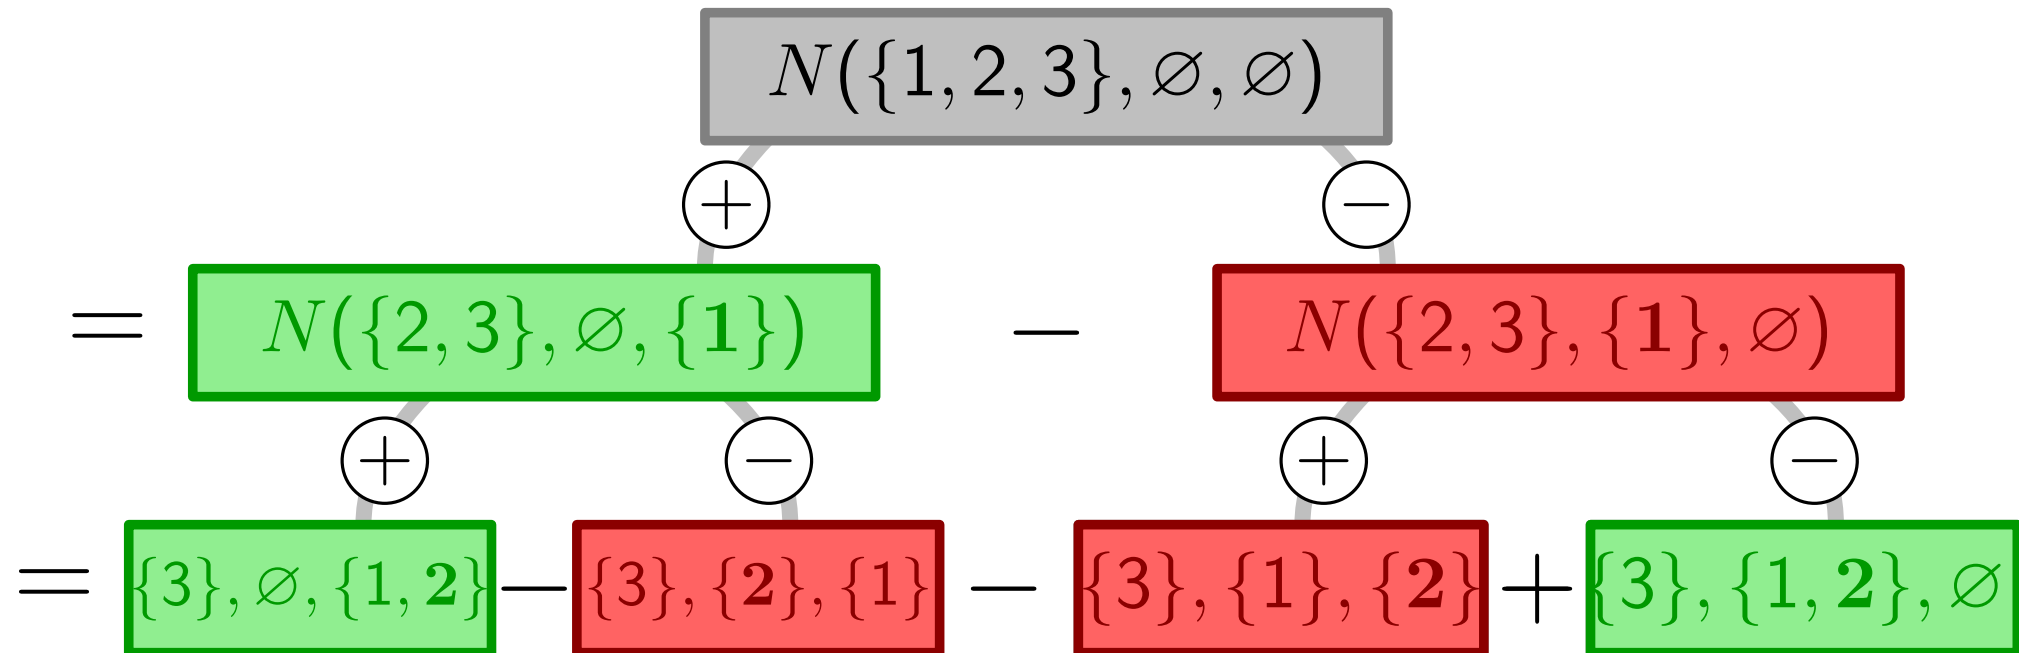 N({1, 2, 3}, ∅, ∅)
+ −
= N({2, 3}, ∅, {1}) − N({2, 3}, {1}, ∅)
+ − + −
= {3}, ∅, {1, 2} − {3}, {2}, {1} − {3}, {1}, {2} + {3}, {1, 2}, ∅